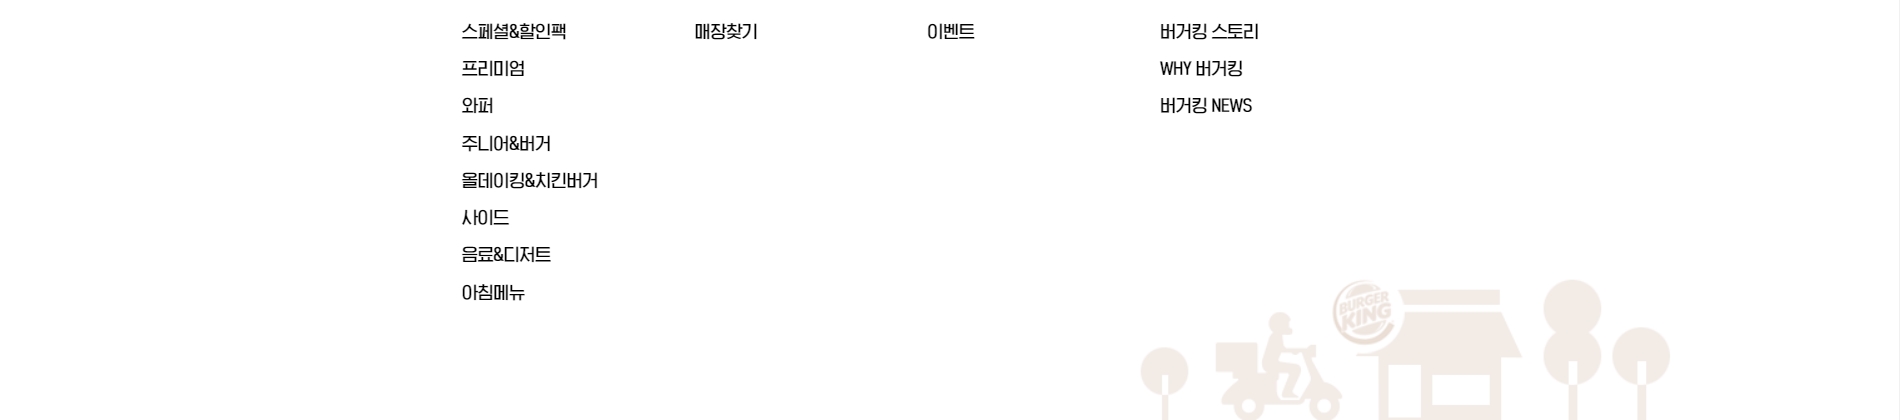 스페셜&할인팩
프리미엄
와퍼
주니어&버거
올데이킹&치킨버거
사이드
음료&디저트
아침메뉴
매장찾기
이벤트
버거킹 스토리
WHY 버거킹
버거킹 NEWS
BURGER
KING